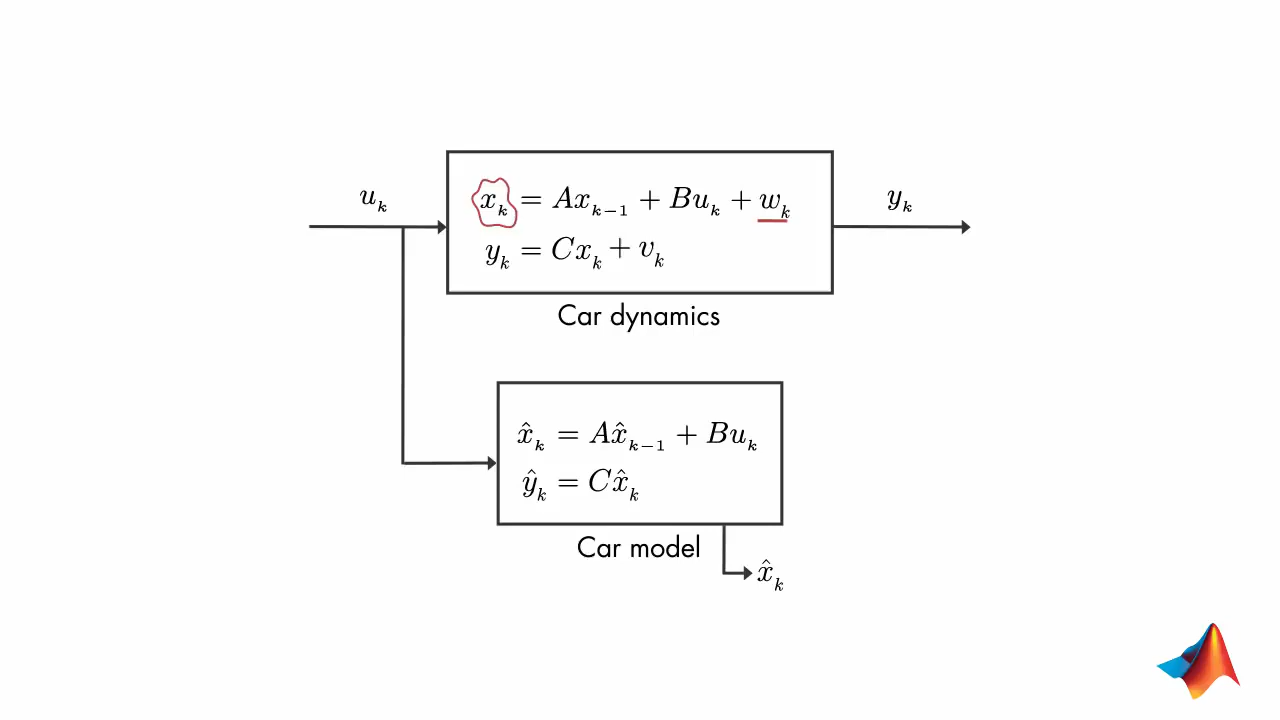 u_k
x_k = Ax_{k−1} + Bu_k + w_k
y_k
y_k = Cx_k + v_k
Car dynamics
x̂_k = Ax̂_{k−1} + Bu_k
ŷ_k = Cx̂_k
Car model
x̂_k